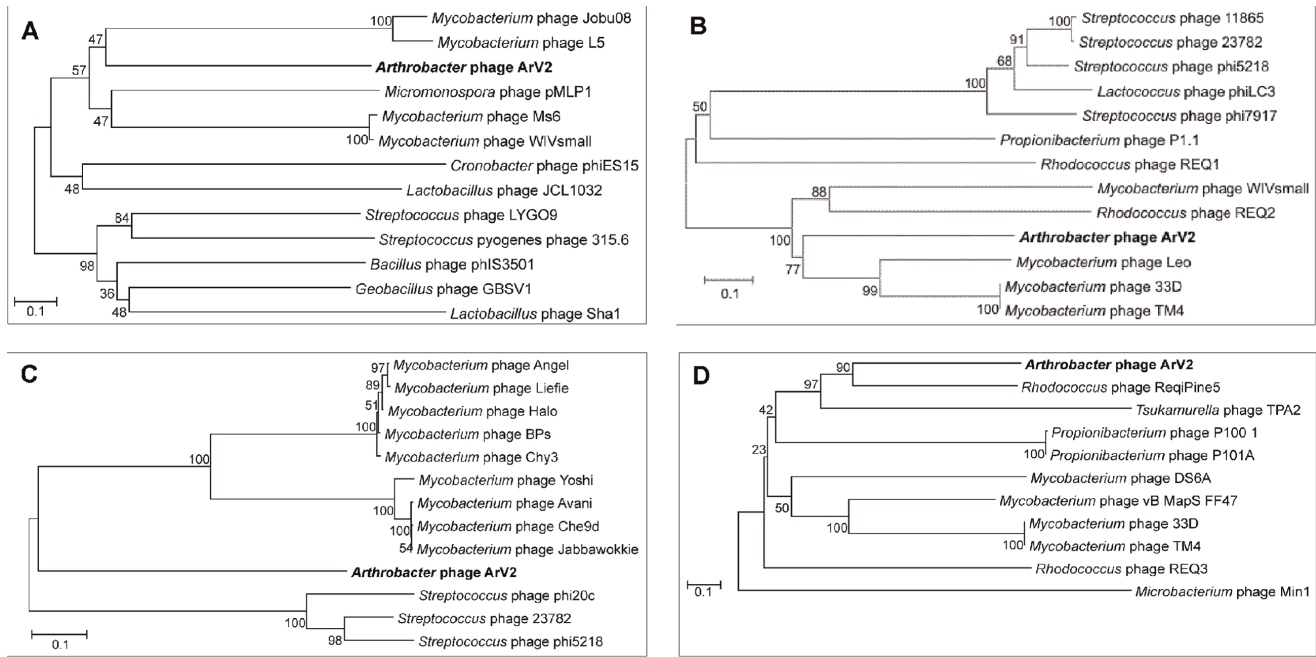 A
100
Mycobacterium phage Jobu08
47
Mycobacterium phage L5
57
Arthrobacter phage ArV2
Micromonospora phage pMLP1
47
Mycobacterium phage Ms6
100
Mycobacterium phage WIVsmall
Cronobacter phage phiES15
48
Lactobacillus phage JCL1032
84
Streptococcus phage LYGO9
Streptococcus pyogenes phage 315.6
98
Bacillus phage phIS3501
36
Geobacillus phage GBSV1
48
Lactobacillus phage Sha1
0.1
B
100
Streptococcus phage 11865
91
Streptococcus phage 23782
68
Streptococcus phage phi5218
100
Lactococcus phage phiLC3
50
Streptococcus phage phi7917
Propionibacterium phage P1.1
Rhodococcus phage REQ1
88
Mycobacterium phage WIVsmall
Rhodococcus phage REQ2
100
Arthrobacter phage ArV2
77
Mycobacterium phage Leo
99
Mycobacterium phage 33D
100
Mycobacterium phage TM4
0.1
C
97
Mycobacterium phage Angel
89
Mycobacterium phage Liefie
51
Mycobacterium phage Halo
100
Mycobacterium phage BPs
100
Mycobacterium phage Chy3
Mycobacterium phage Yoshi
100
Mycobacterium phage Avani
100
Mycobacterium phage Che9d
54
Mycobacterium phage Jabbawokkie
Arthrobacter phage ArV2
Streptococcus phage phi20c
100
Streptococcus phage 23782
98
Streptococcus phage phi5218
0.1
D
90
Arthrobacter phage ArV2
97
Rhodococcus phage ReqiPine5
42
Tsukamurella phage TPA2
Propionibacterium phage P100 1
23
100
Propionibacterium phage P101A
Mycobacterium phage DS6A
50
Mycobacterium phage vB MapS FF47
100
Mycobacterium phage 33D
100
Mycobacterium phage TM4
Rhodococcus phage REQ3
Microbacterium phage Min1
0.1